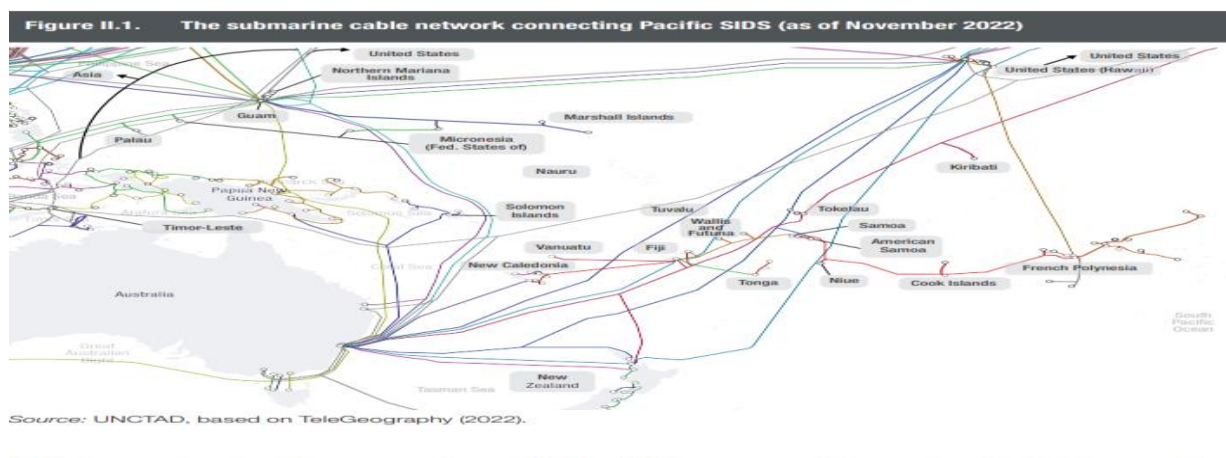 Figure II.1. The submarine cable network connecting Pacific SIDS (as of November 2022)
United States
United States
Asia
Northern Mariana
Islands
United States (Hawaii)
Guam
Marshall Islands
Palau
Micronesia
(Fed. States of)
Kiribati
Nauru
Papua New
Guinea
Solomon
Islands
Tuvalu
Tokelau
Timor-Leste
Wallis
and
Futuna
Samoa
Vanuatu
Fiji
American
Samoa
New Caledonia
French Polynesia
Tonga
Niue
Cook Islands
Australia
South
Pacific
Ocean
Great
Australian
Bight
New
Zealand
Tasman Sea
Source: UNCTAD, based on TeleGeography (2022).